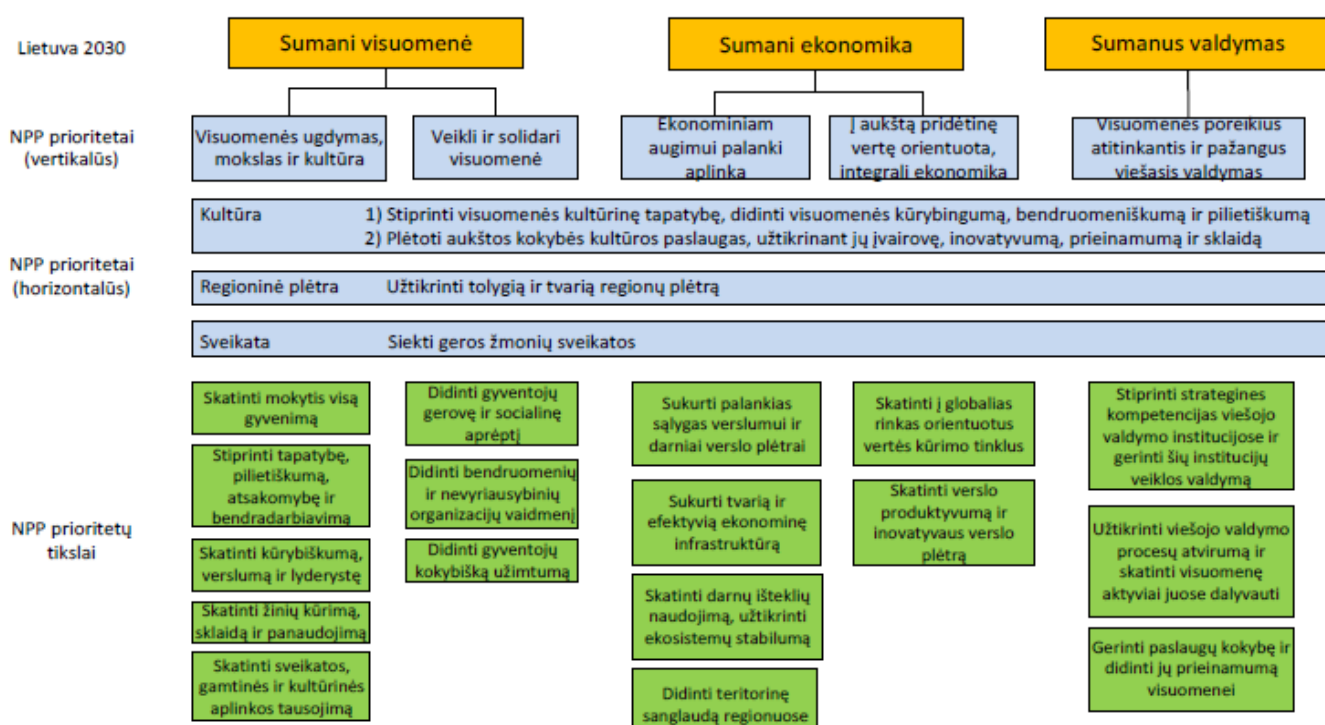 Lietuva 2030
Sumani visuomenė
Sumani ekonomika
Sumanus valdymas
NPP prioritetai
(vertikalūs)
Visuomenės ugdymas,
mokslas ir kultūra
Veikli ir solidari
visuomenė
Ekonominiam
augimui palanki
aplinka
Į aukštą pridėtinę
vertę orientuota,
integrali ekonomika
Visuomenės poreikius
atitinkantis ir pažangus
viešasis valdymas
NPP prioritetai
(horizontalūs)
Kultūra 1) Stiprinti visuomenės kultūrinę tapatybę, didinti visuomenės kūrybingumą, bendruomeniškumą ir pilietiškumą
2) Plėtoti aukštos kokybės kultūros paslaugas, užtikrinant jų įvairovę, inovatyvumą, prieinamumą ir sklaidą
Regioninė plėtra Užtikrinti tolygią ir tvarią regionų plėtrą
Sveikata Siekti geros žmonių sveikatos
NPP prioritetų
tikslai
Skatinti mokytis visą
gyvenimą
Stiprinti tapatybę,
pilietiškumą,
atsakomybę ir
bendradarbiavimą
Skatinti kūrybiškumą,
verslumą ir lyderystę
Skatinti žinių kūrimą,
sklaidą ir panaudojimą
Skatinti sveikatos,
gamtinės ir kultūrinės
aplinkos tausojimą
Didinti gyventojų
gerovę ir socialinę
aprėptį
Didinti bendruomenių
ir nevyriausybinių
organizacijų vaidmenį
Didinti gyventojų
kokybišką užimtumą
Sukurti palankias
sąlygas verslumui ir
darniai verslo plėtrai
Sukurti tvarią ir
efektyvią ekonominę
infrastruktūrą
Skatinti darnų išteklių
naudojimą, užtikrinti
ekosistemų stabilumą
Didinti teritorinę
sanglaudą regionuose
Skatinti į globalias
rinkas orientuotus
vertės kūrimo tinklus
Skatinti verslo
produktyvumą ir
inovatyvaus verslo
plėtrą
Stiprinti strategines
kompetencijas viešojo
valdymo institucijose ir
gerinti šių institucijų
veiklos valdymą
Užtikrinti viešojo valdymo
procesų atvirumą ir
skatinti visuomenę
aktyviai juose dalyvauti
Gerinti paslaugų kokybę ir
didinti jų prieinamumą
visuomenei